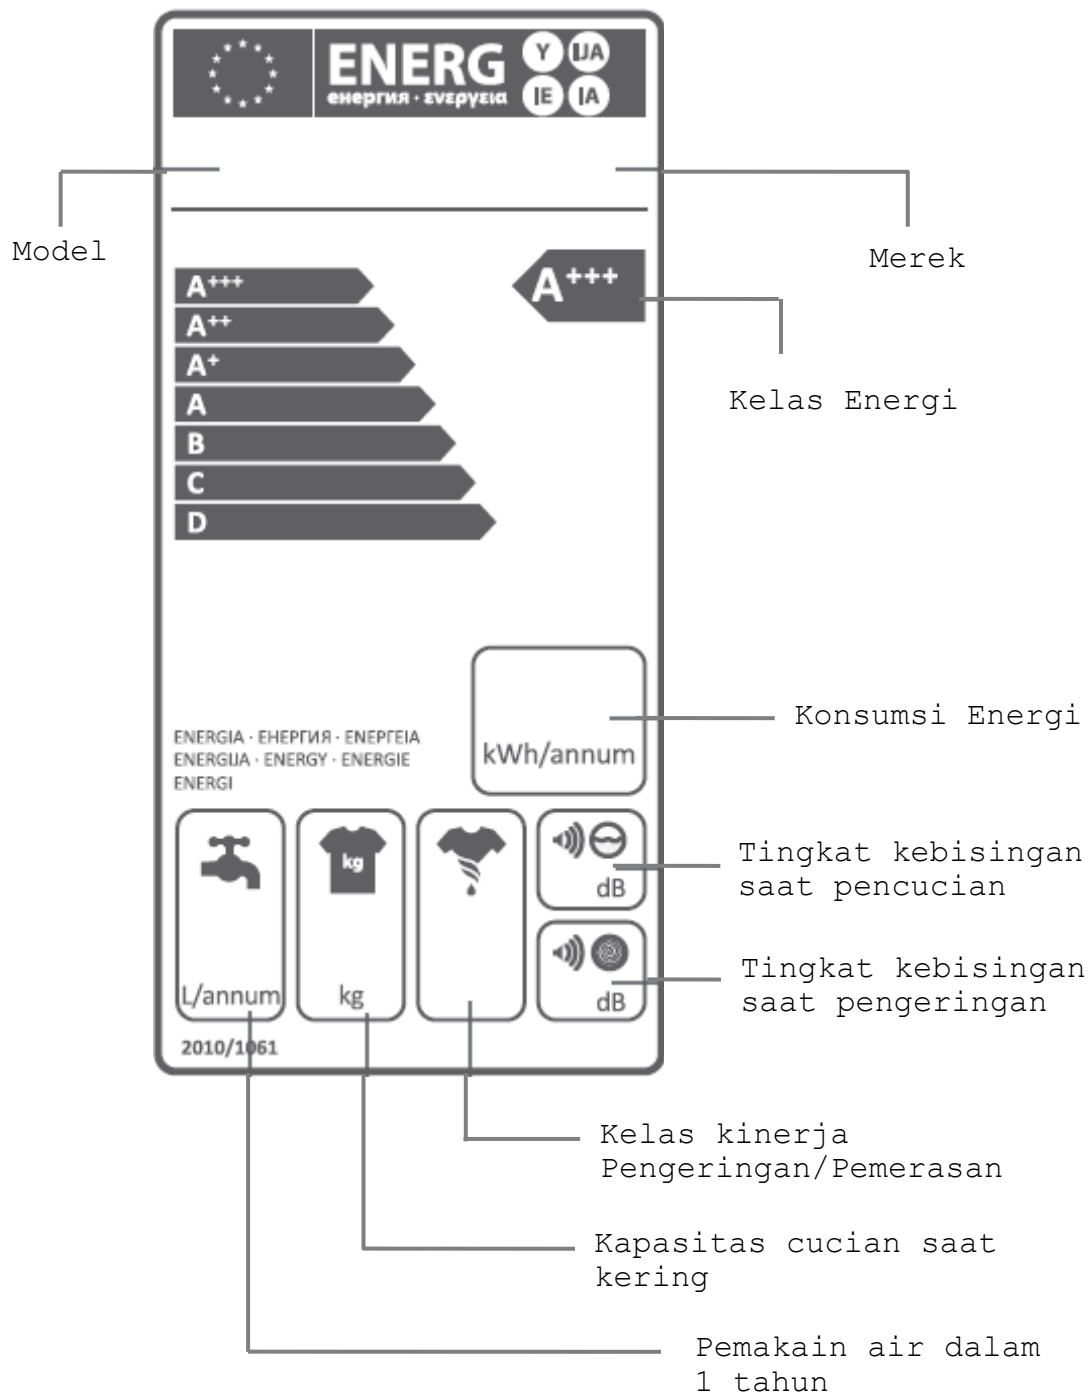 ENERG
енергия · ενεργεια
Y
IJA
IE
IA
Model
Merek
A+++
A++
A+
A
B
C
D
A+++
Kelas Energi
Konsumsi Energi
ENERGIA · ЕНЕРГИЯ · ΕΝΕΡΓΕΙΑ
ENERGIJA · ENERGY · ENERGIE
ENERGI
kWh/annum
Tingkat kebisingan
saat pencucian
dB
kg
Tingkat kebisingan
saat pengeringan
dB
L/annum
kg
2010/1061
Kelas kinerja
Pengeringan/Pemerasan
Kapasitas cucian saat
kering
Pemakain air dalam
1 tahun